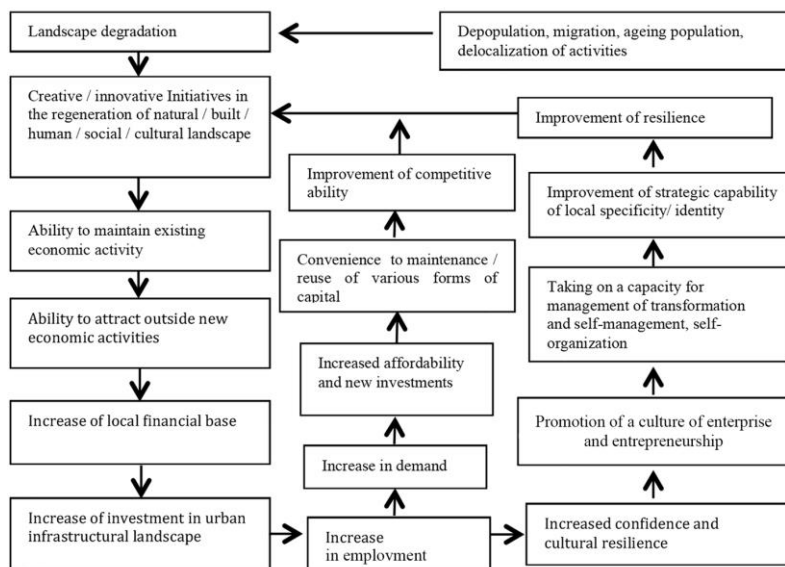 Landscape degradation
Depopulation, migration, ageing population,
delocalization of activities
Creative / innovative Initiatives in
the regeneration of natural / built /
human / social / cultural landscape
Improvement of resilience
Improvement of competitive
ability
Improvement of strategic capability
of local specificity/ identity
Ability to maintain existing
economic activity
Convenience to maintenance /
reuse of various forms of
capital
Taking on a capacity for
management of transformation
and self-management, self-
organization
Ability to attract outside new
economic activities
Increased affordability
and new investments
Increase of local financial base
Promotion of a culture of enterprise
and entrepreneurship
Increase in demand
Increase of investment in urban
infrastructural landscape
Increase
in employment
Increased confidence and
cultural resilience